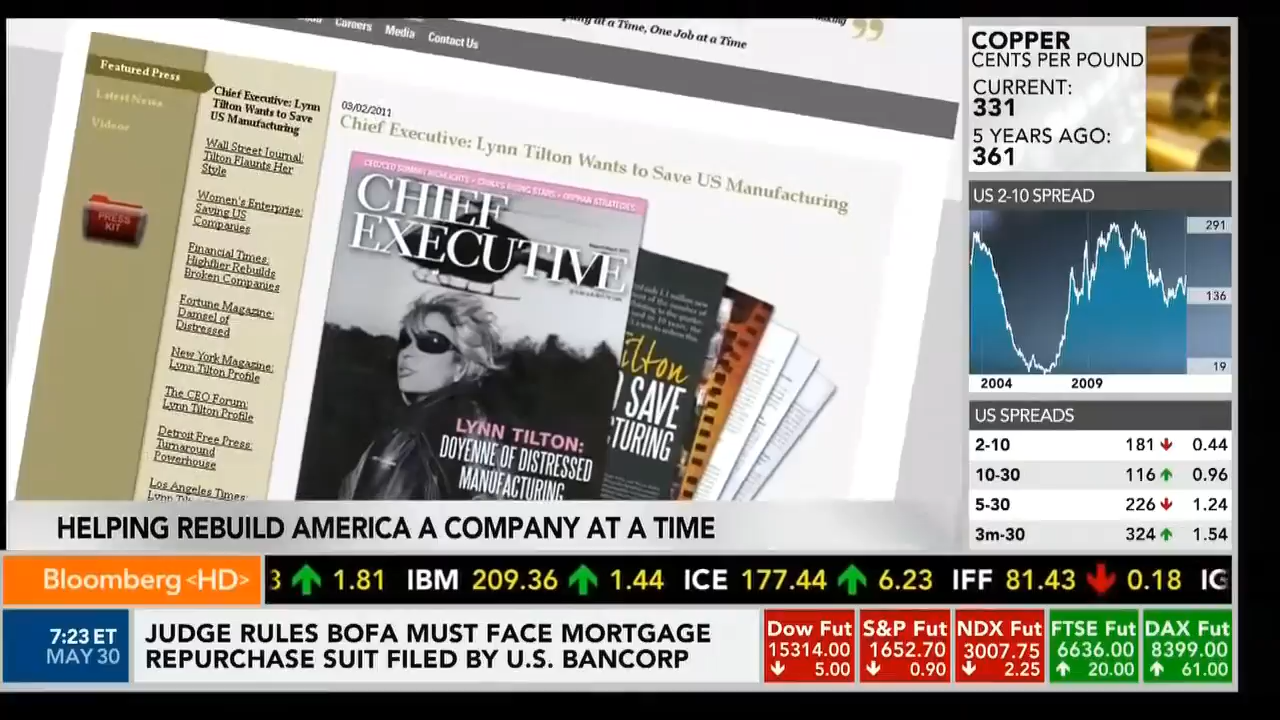 Careers Media Contact Us
at a Time, One Job at a Time
”
Featured Press
Latest News
Videos
PRESS
KIT
Chief Executive: Lynn
Tilton Wants to Save
US Manufacturing
Wall Street Journal:
Tilton Flaunts Her
Style
Women's Enterprise:
Saving US
Companies
Financial Times:
Highflier Rebuilds
Broken Companies
Fortune Magazine:
Damsel of
Distressed
New York Magazine:
Lynn Tilton Profile
The CEO Forum:
Lynn Tilton Profile
Detroit Free Press:
Turnaround
Powerhouse
Los Angeles Times:
03/02/2011
Chief Executive: Lynn Tilton Wants to Save US Manufacturing
CHIEF
EXECUTIVE
LYNN TILTON:
DOYENNE OF DISTRESSED
MANUFACTURING
ilton
O SAVE
TURING
HELPING REBUILD AMERICA A COMPANY AT A TIME
COPPER
CENTS PER POUND
CURRENT:
331
5 YEARS AGO:
361
US 2-10 SPREAD
291
136
19
2004 2009
US SPREADS
2-10 181 ↓ 0.44
10-30 116 ↑ 0.96
5-30 226 ↓ 1.24
3m-30 324 ↑ 1.54
Bloomberg <HD>
3 ↑ 1.81 IBM 209.36 ↑ 1.44 ICE 177.44 ↑ 6.23 IFF 81.43 ↓ 0.18 IG
7:23 ET
MAY 30
JUDGE RULES BOFA MUST FACE MORTGAGE
REPURCHASE SUIT FILED BY U.S. BANCORP
Dow Fut
15314.00
↓ 5.00
S&P Fut
1652.70
↓ 0.90
NDX Fut
3007.75
↓ 2.25
FTSE Fut
6636.00
↑ 20.00
DAX Fut
8399.00
↑ 61.00